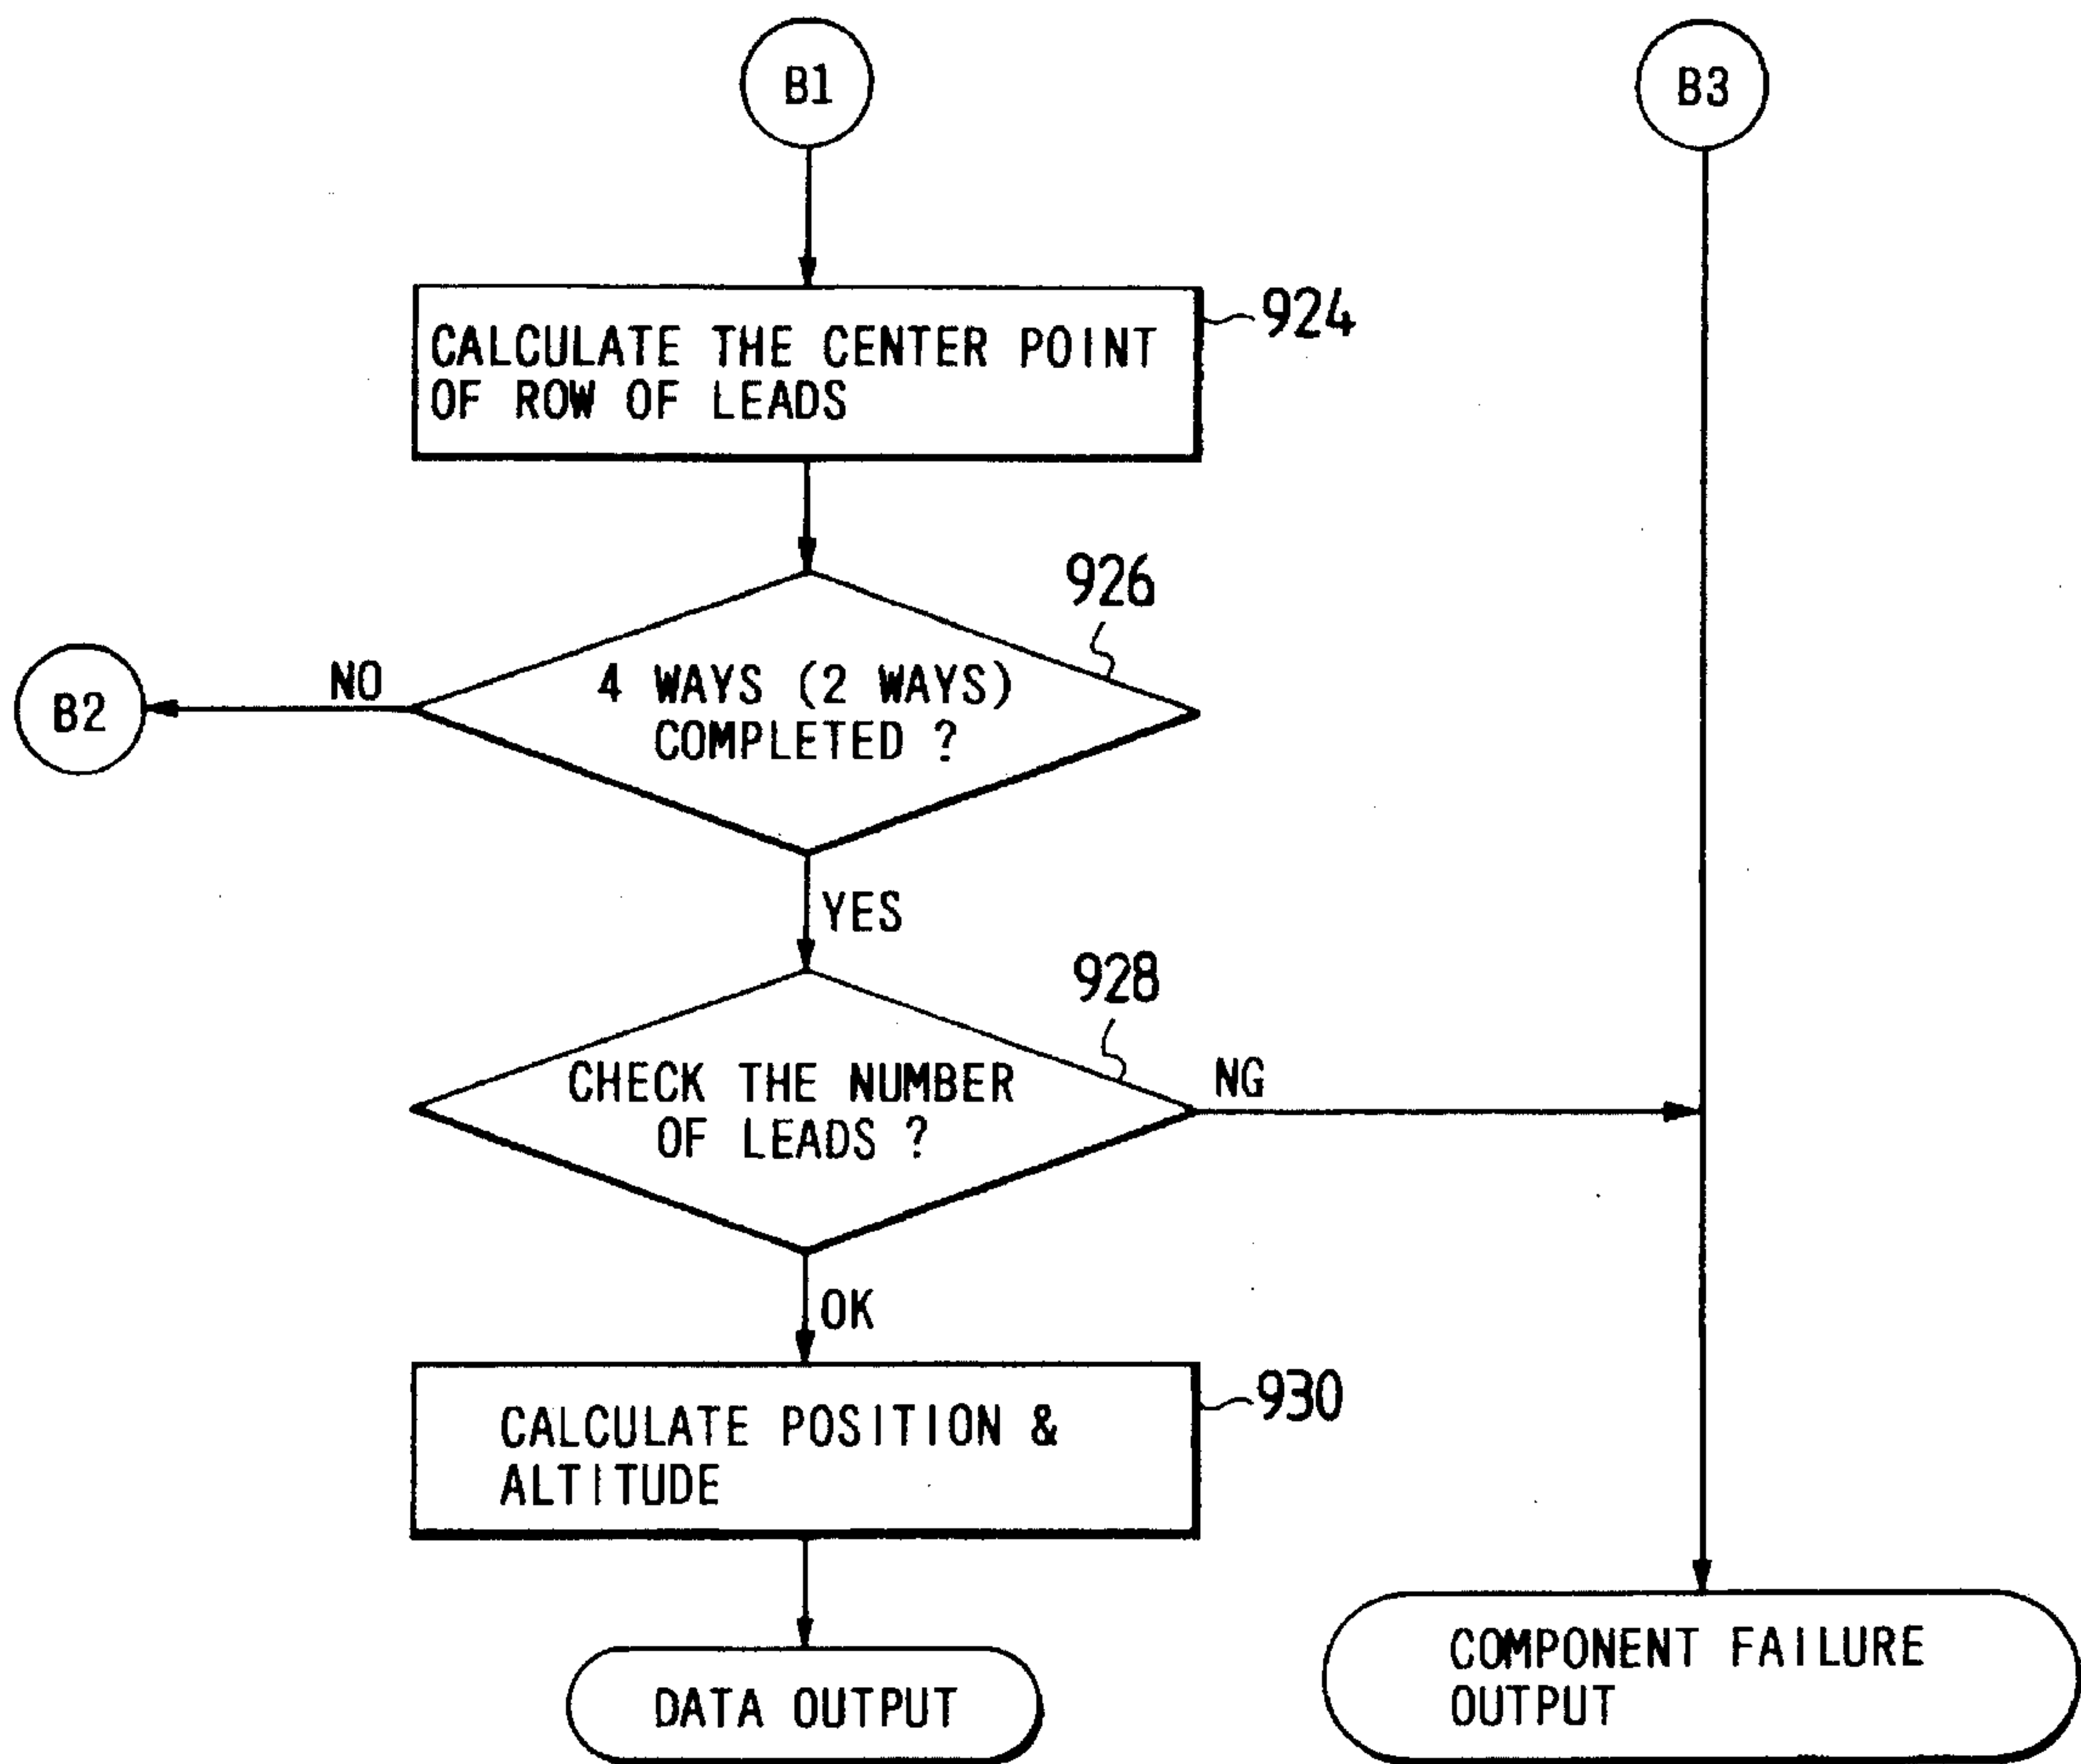 B1
B3
924
CALCULATE THE CENTER POINT
OF ROW OF LEADS
926
NO
4 WAYS (2 WAYS)
COMPLETED ?
B2
YES
928
CHECK THE NUMBER
OF LEADS ?
NG
OK
930
CALCULATE POSITION &
ALTITUDE
DATA OUTPUT
COMPONENT FAILURE
OUTPUT